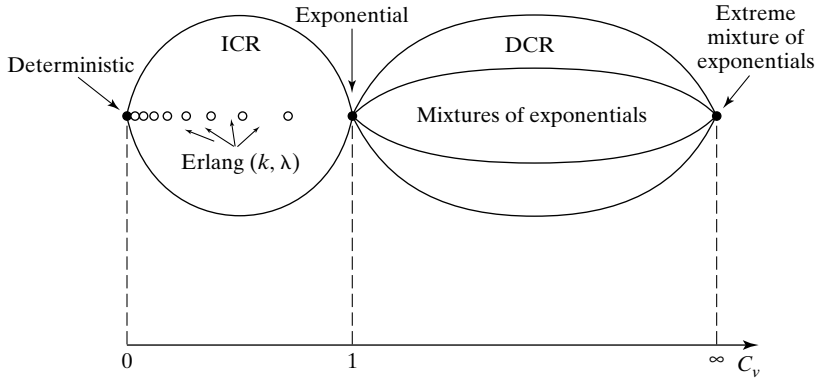 Exponential
Extreme
mixture of
exponentials
ICR
DCR
Deterministic
Mixtures of exponentials
Erlang (k, λ)
0
1
∞
C_v